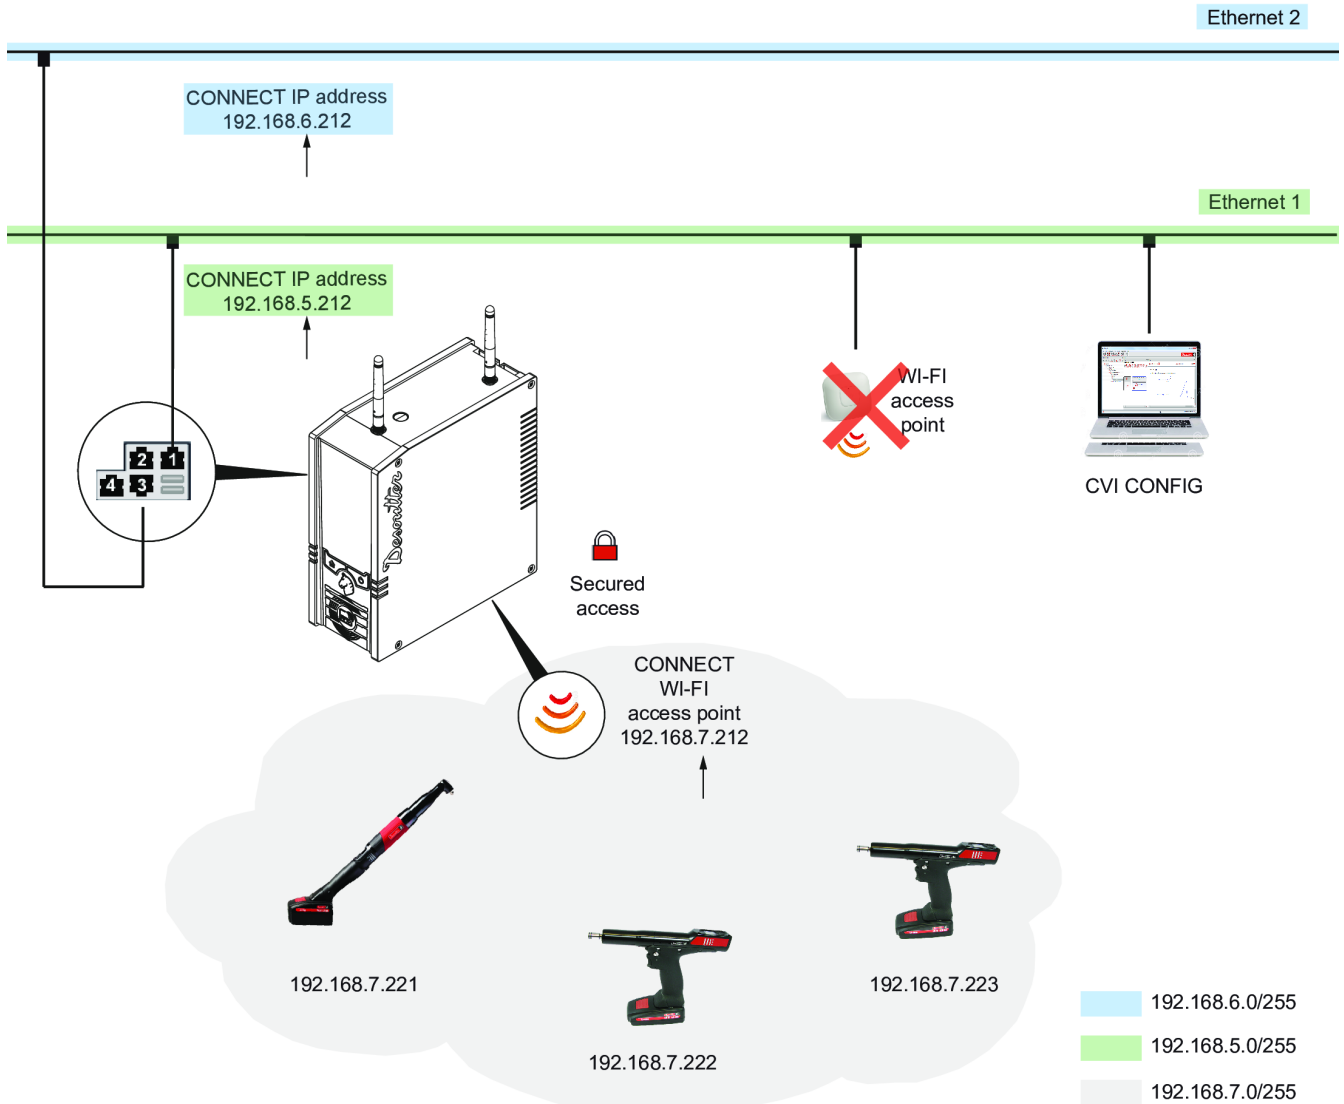 Ethernet 2
CONNECT IP address
192.168.6.212
Ethernet 1
CONNECT IP address
192.168.5.212
WI-FI
access
point
CVI CONFIG
2
1
4
3
Desoutter
Secured
access
CONNECT
WI-FI
access point
192.168.7.212
192.168.7.221
192.168.7.222
192.168.7.223
192.168.6.0/255
192.168.5.0/255
192.168.7.0/255